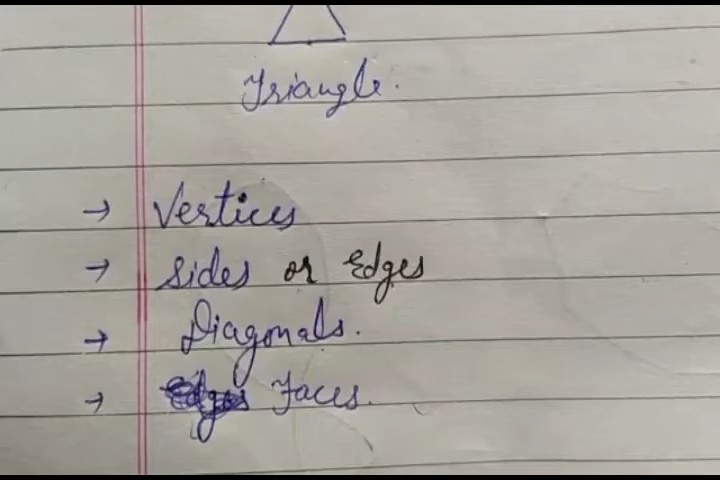 Triangle.
→ Vertices
→ Sides or Edges
→ Diagonals.
→ Faces.